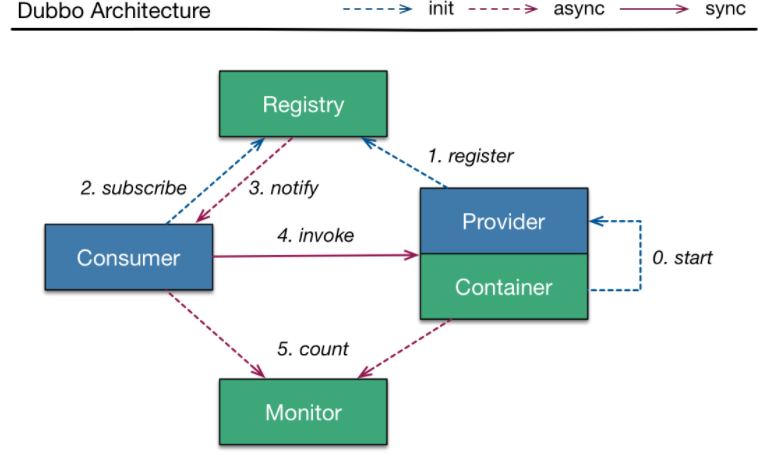 Dubbo Architecture
init
async
sync
Registry
1. register
2. subscribe
3. notify
Provider
4. invoke
Consumer
0. start
Container
5. count
Monitor